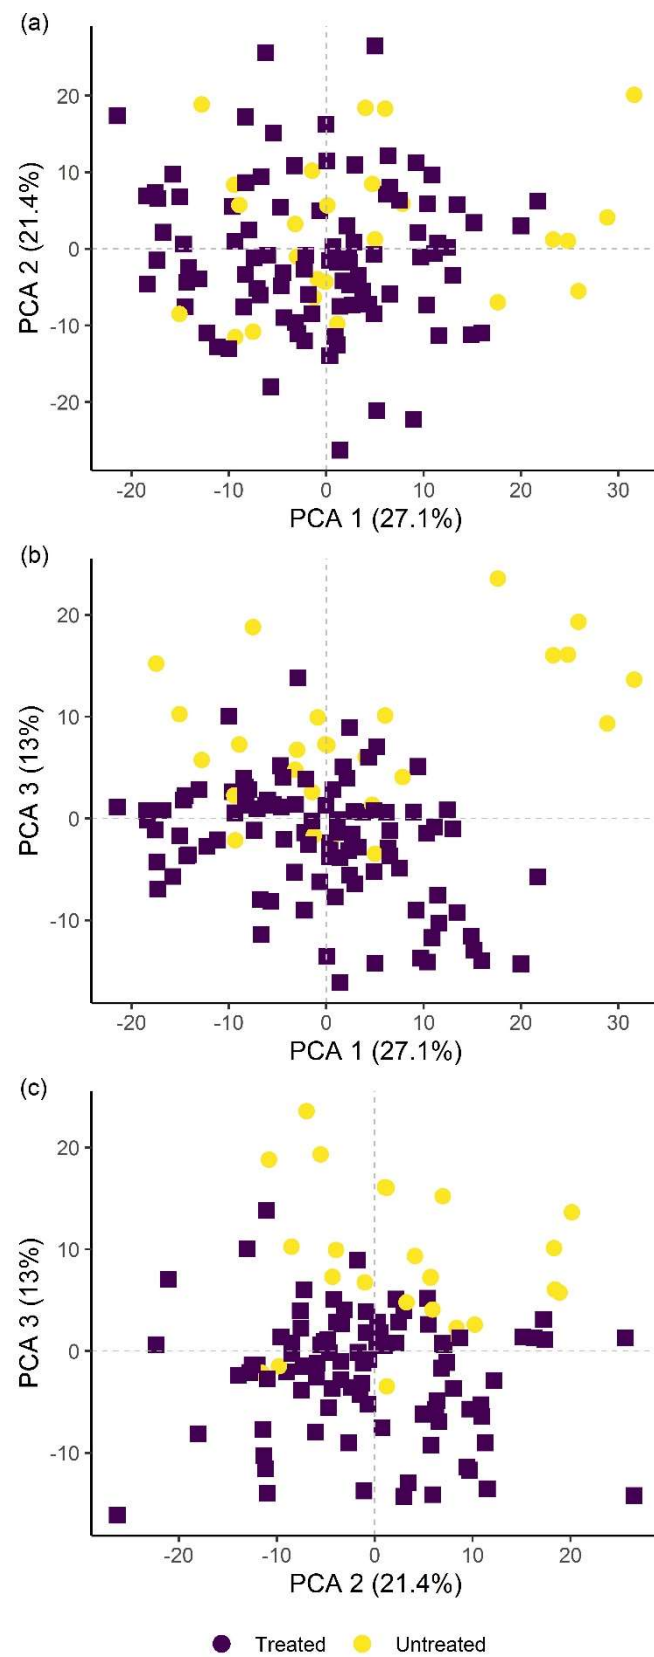 (a)
20
10
0
-10
-20
PCA 2 (21.4%)
-20 -10 0 10 20 30
PCA 1 (27.1%)
(b)
20
10
0
-10
PCA 3 (13%)
-20 -10 0 10 20 30
PCA 1 (27.1%)
(c)
20
10
0
-10
PCA 3 (13%)
-20 -10 0 10 20
PCA 2 (21.4%)
Treated Untreated